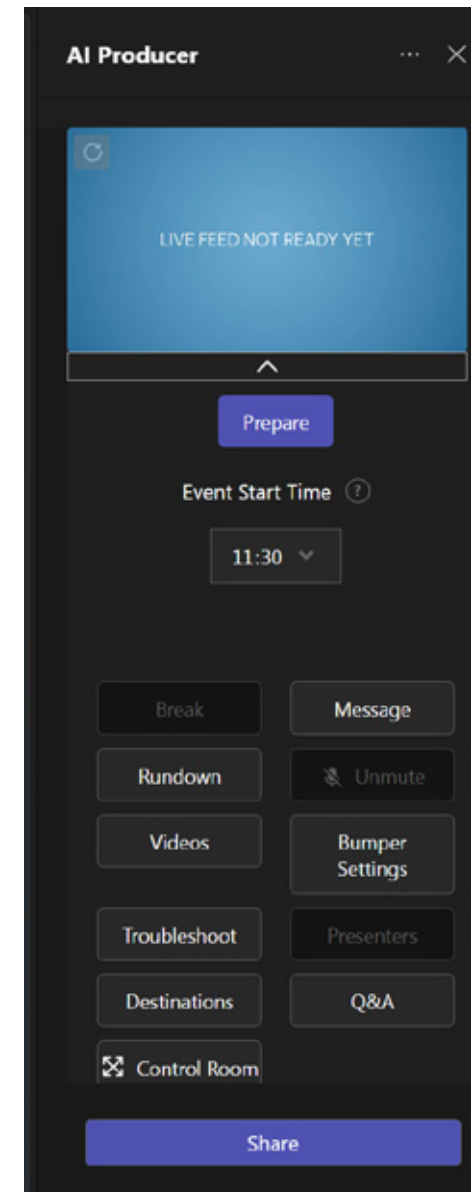 AI Producer
LIVE FEED NOT READY YET
Prepare
Event Start Time ?
11:30
Break
Message
Rundown
Unmute
Videos
Bumper
Settings
Troubleshoot
Presenters
Destinations
Q&A
Control Room
Share